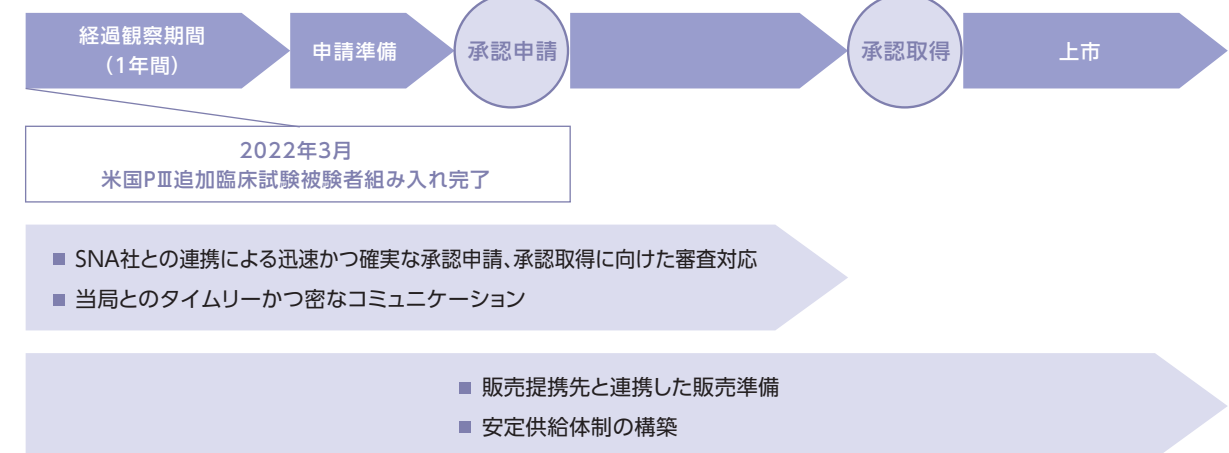 経過観察期間
（1年間）
申請準備
承認申請
承認取得
上市
2022年3月
米国PⅢ追加臨床試験被験者組み入れ完了
■ SNA社との連携による迅速かつ確実な承認申請、承認取得に向けた審査対応
■ 当局とのタイムリーかつ密なコミュニケーション
■ 販売提携先と連携した販売準備
■ 安定供給体制の構築